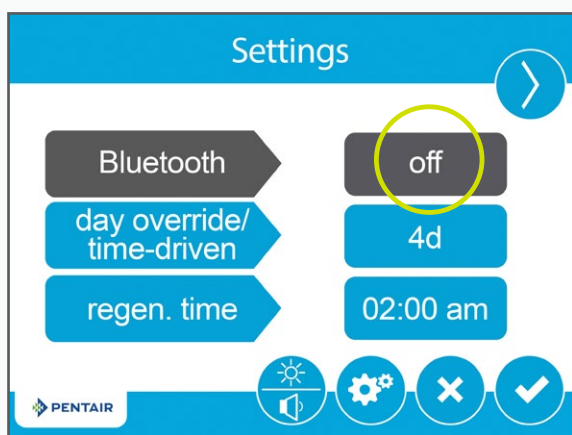 Settings
Bluetooth
off
day override/
time-driven
4d
regen. time
02:00 am
PENTAIR